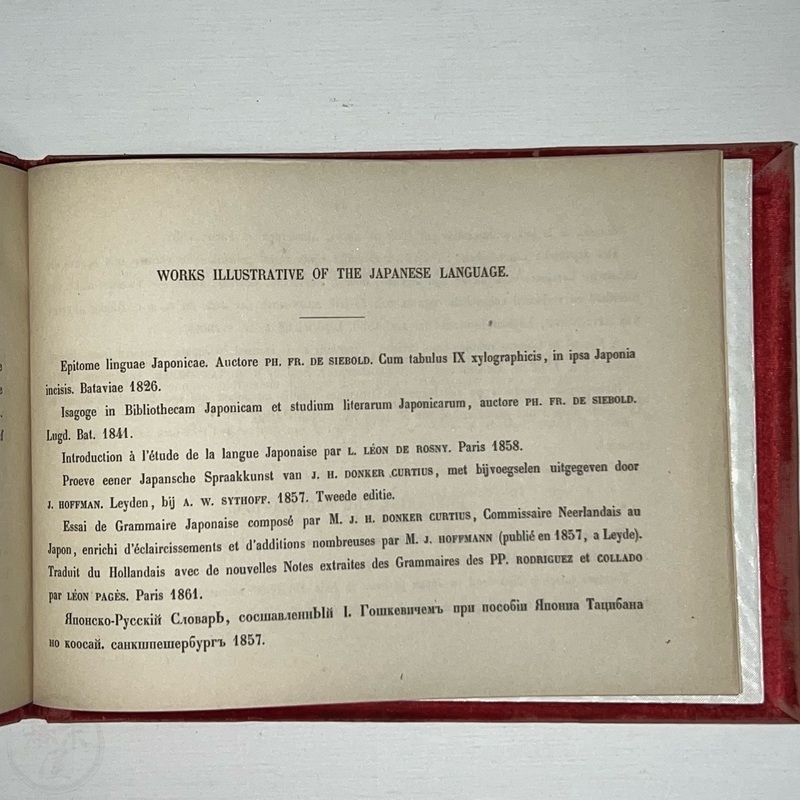 WORKS ILLUSTRATIVE OF THE JAPANESE LANGUAGE.
Epitome linguae Japonicae. Auctore PH. FR. DE SIEBOLD. Cum tabulus IX xylographicis, in ipsa Japonia
incisis. Bataviae 1826.
Isagoge in Bibliothecam Japonicam et studium literarum Japonicarum, auctore PH. FR. DE SIEBOLD.
Lugd. Bat. 1841.
Introduction à l'étude de la langue Japonaise par L. LÉON DE ROSNY. Paris 1858.
Proeve eener Japansche Spraakkunst van J. H. DONKER CURTIUS, met bijvoegselen uitgegeven door
J. HOFFMAN. Leyden, bij A. W. SYTHOFF. 1857. Tweede editie.
Essai de Grammaire Japonaise composé par M. J. H. DONKER CURTIUS, Commissaire Neerlandais au
Japon, enrichi d'éclaircissements et d'additions nombreuses par M. J. HOFFMANN (publié en 1857, a Leyde).
Traduit du Hollandais avec de nouvelles Notes extraites des Grammaires des PP. RODRIGUEZ et COLLADO
par LÉON PAGÈS. Paris 1861.
Японско-Русскій Словарь, составленный І. Гошкевичемъ при пособіи Японца Тацибана
но коосай. санктпетербургъ 1857.